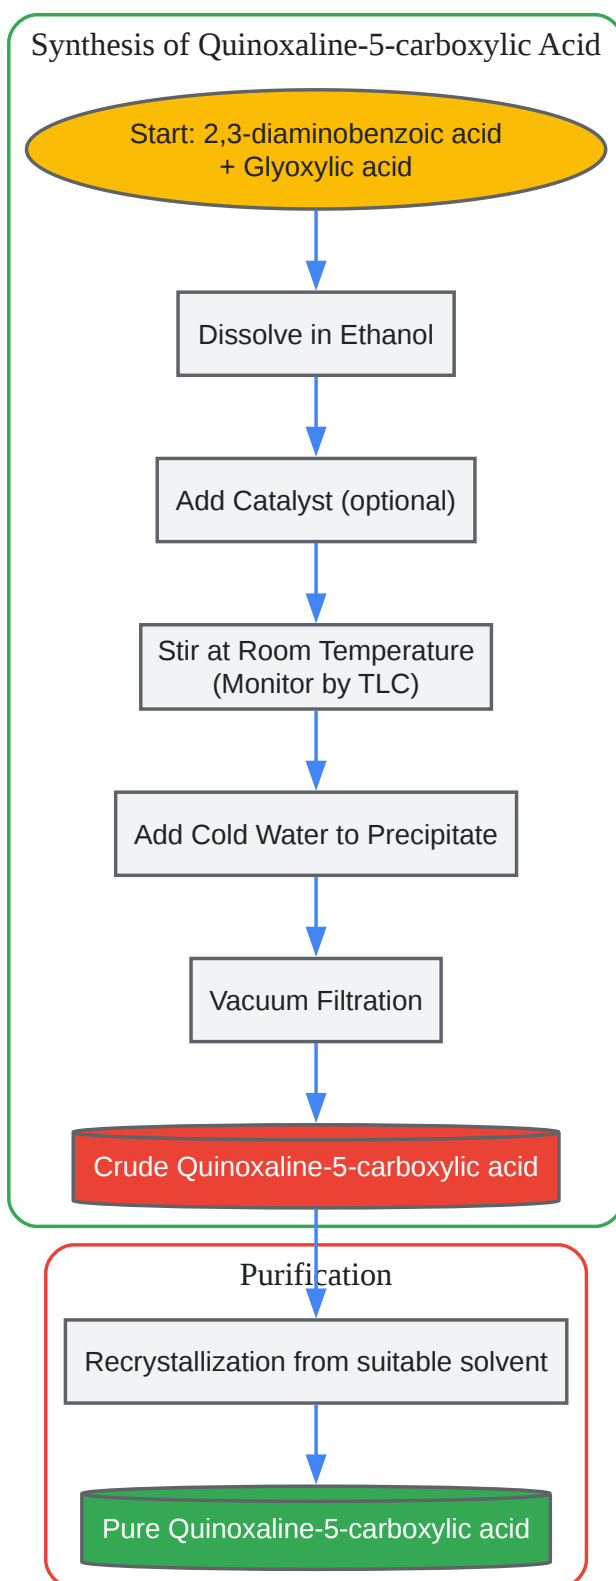 Synthesis of Quinoxaline-5-carboxylic Acid
Start: 2,3-diaminobenzoic acid
+ Glyoxylic acid
Dissolve in Ethanol
Add Catalyst (optional)
Stir at Room Temperature
(Monitor by TLC)
Add Cold Water to Precipitate
Vacuum Filtration
Crude Quinoxaline-5-carboxylic acid
Purification
Recrystallization from suitable solvent
Pure Quinoxaline-5-carboxylic acid